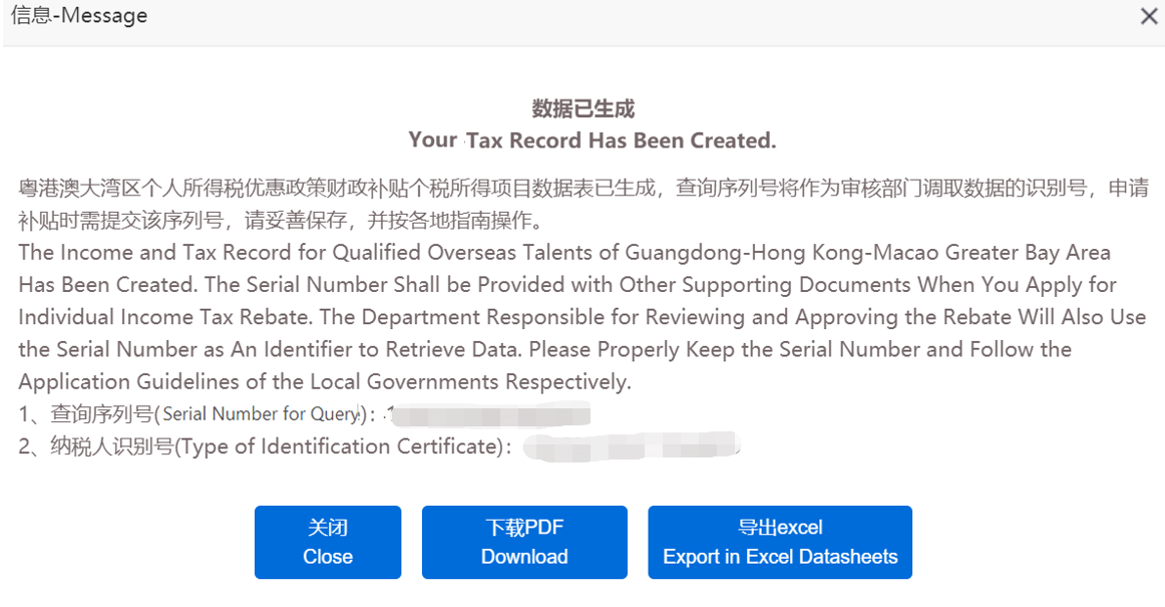 信息-Message
数据已生成
Your Tax Record Has Been Created.
粤港澳大湾区个人所得税优惠政策财政补贴个税所得项目数据表已生成，查询序列号将作为审核部门调取数据的识别号，申请
补贴时需提交该序列号，请妥善保存，并按各地指南操作。
The Income and Tax Record for Qualified Overseas Talents of Guangdong-Hong Kong-Macao Greater Bay Area
Has Been Created. The Serial Number Shall be Provided with Other Supporting Documents When You Apply for
Individual Income Tax Rebate. The Department Responsible for Reviewing and Approving the Rebate Will Also Use
the Serial Number as An Identifier to Retrieve Data. Please Properly Keep the Serial Number and Follow the
Application Guidelines of the Local Governments Respectively.
1、查询序列号(Serial Number for Query)：
2、纳税人识别号(Type of Identification Certificate)：
关闭 下载PDF 导出excel
Close Download Export in Excel Datasheets